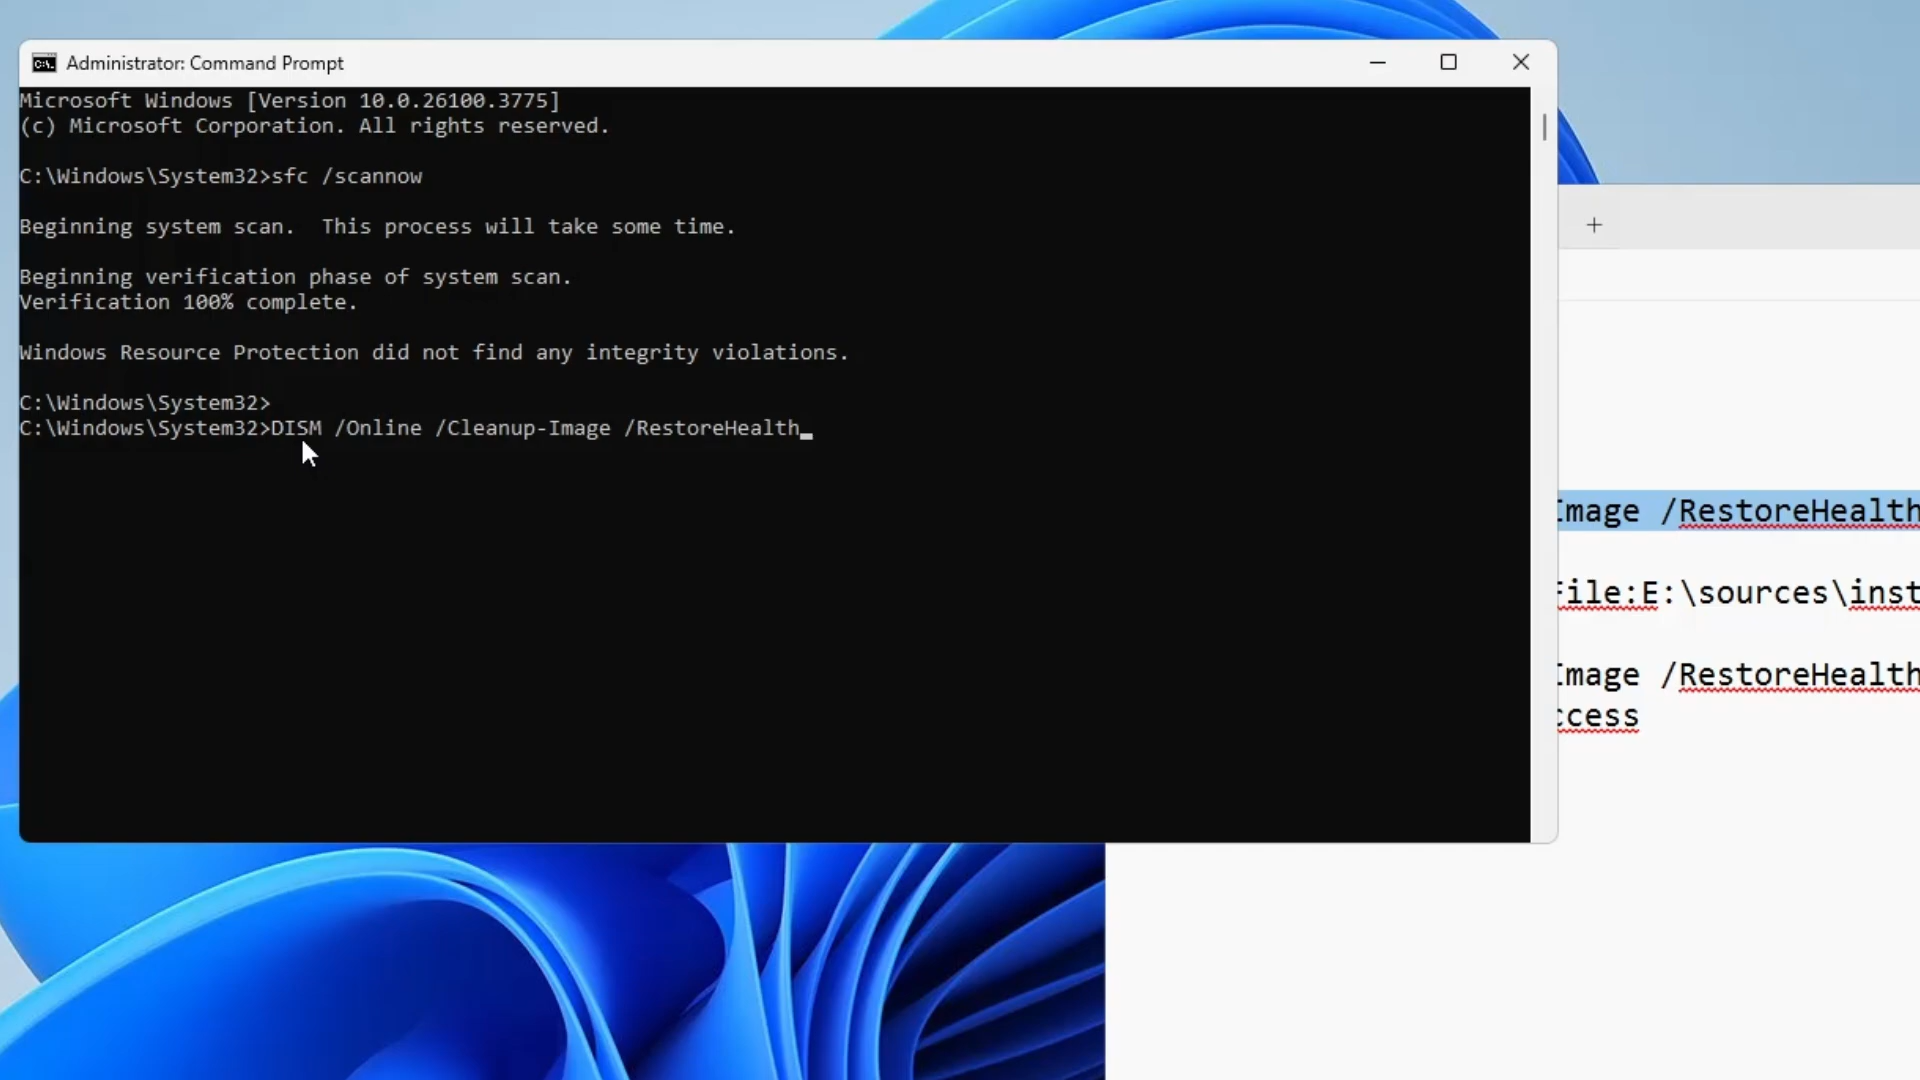 Administrator: Command Prompt
Microsoft Windows [Version 10.0.26100.3775]
(c) Microsoft Corporation. All rights reserved.
C:\Windows\System32>sfc /scannow
Beginning system scan.  This process will take some time.
Beginning verification phase of system scan.
Verification 100% complete.
Windows Resource Protection did not find any integrity violations.
C:\Windows\System32>
C:\Windows\System32>DISM /Online /Cleanup-Image /RestoreHealth
Image /RestoreHealth
File:E:\sources\inst
Image /RestoreHealth
ccess